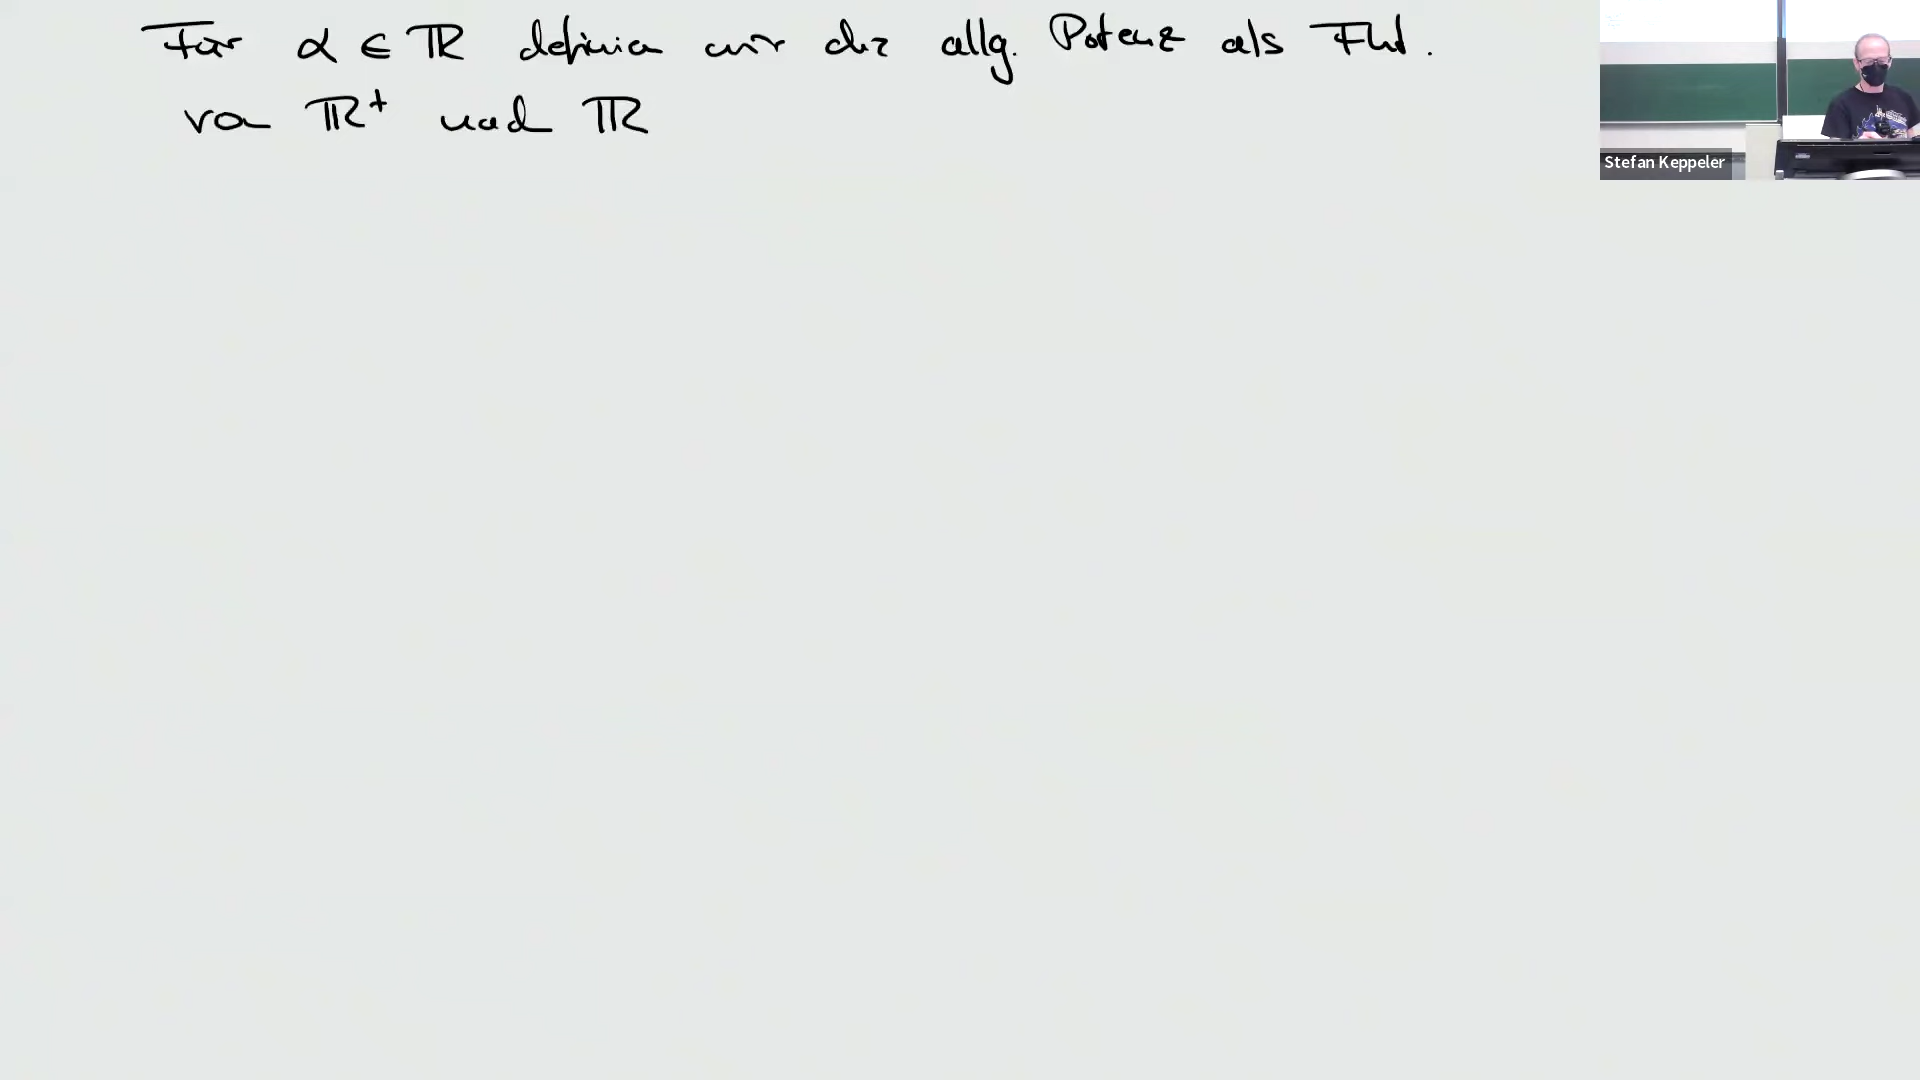 Für α ∈ ℝ definieren wir die allg. Potenz als Fkt.
von ℝ⁺ nach ℝ
Stefan Keppeler